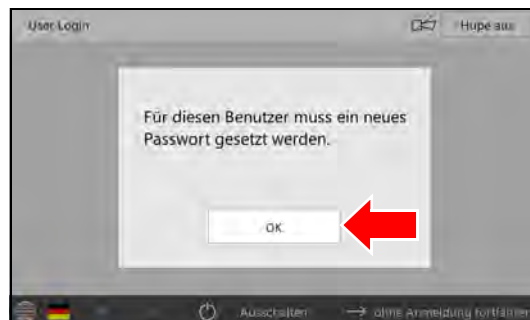 User Login
Hupe aus
Für diesen Benutzer muss ein neues
Passwort gesetzt werden.
OK
Ausschalten
→ ohne Anmeldung fortfahren